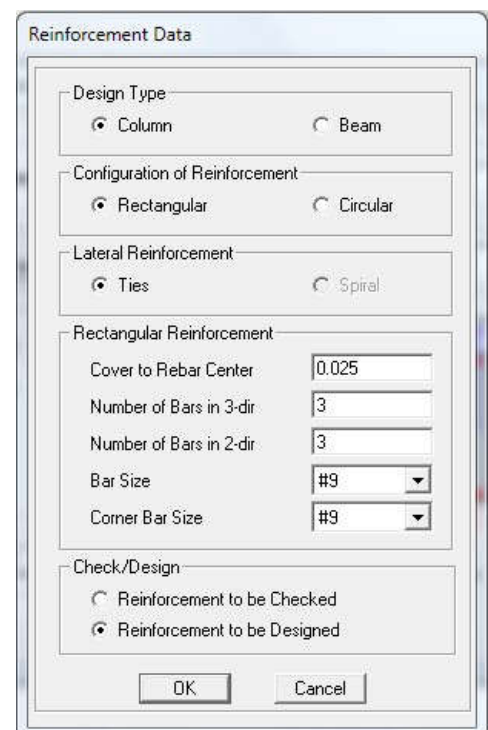 Reinforcement Data
Design Type
Column Beam
Configuration of Reinforcement
Rectangular Circular
Lateral Reinforcement
Ties Spiral
Rectangular Reinforcement
Cover to Rebar Center 0.025
Number of Bars in 3-dir 3
Number of Bars in 2-dir 3
Bar Size #9
Corner Bar Size #9
Check/Design
Reinforcement to be Checked
Reinforcement to be Designed
OK Cancel